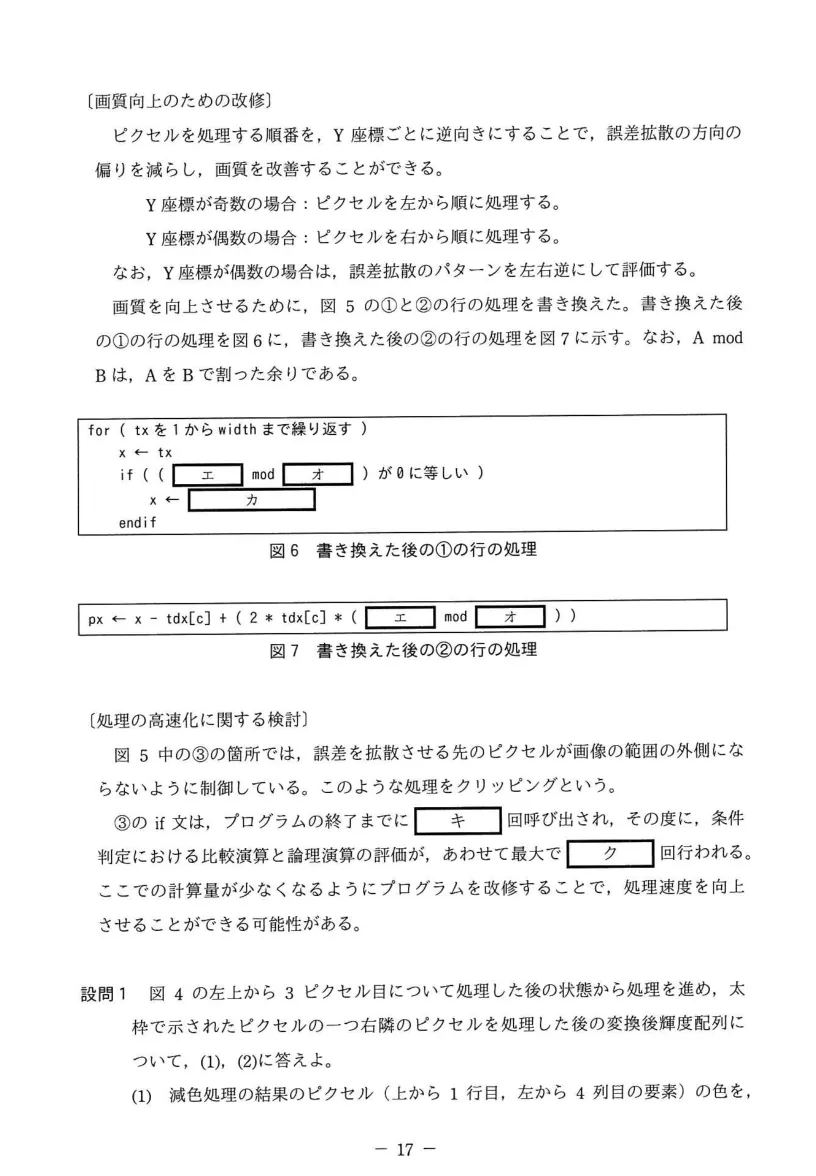 〔画質向上のための改修〕
ピクセルを処理する順番を，Y 座標ごとに逆向きにすることで，誤差拡散の方向の
偏りを減らし，画質を改善することができる。
Y 座標が奇数の場合：ピクセルを左から順に処理する。
Y 座標が偶数の場合：ピクセルを右から順に処理する。
なお，Y 座標が偶数の場合は，誤差拡散のパターンを左右逆にして評価する。
画質を向上させるために，図 5 の①と②の行の処理を書き換えた。書き換えた後
の①の行の処理を図 6 に，書き換えた後の②の行の処理を図 7 に示す。なお，A mod
B は，A を B で割った余りである。
for ( tx を 1 から width まで繰り返す )
x ← tx
if ( ( エ mod オ ) が 0 に等しい )
x ← カ
endif
図 6　書き換えた後の①の行の処理
px ← x - tdx[c] + ( 2 * tdx[c] * ( エ mod オ ) )
図 7　書き換えた後の②の行の処理
〔処理の高速化に関する検討〕
図 5 中の③の箇所では，誤差を拡散させる先のピクセルが画像の範囲の外側にな
らないように制御している。このような処理をクリッピングという。
③の if 文は，プログラムの終了までに キ 回呼び出され，その度に，条件
判定における比較演算と論理演算の評価が，あわせて最大で ク 回行われる。
ここでの計算量が少なくなるようにプログラムを改修することで，処理速度を向上
させることができる可能性がある。
設問 1　図 4 の左上から 3 ピクセル目について処理した後の状態から処理を進め，太
枠で示されたピクセルの一つ右隣のピクセルを処理した後の変換後輝度配列に
ついて，(1)，(2)に答えよ。
(1)　減色処理の結果のピクセル（上から 1 行目，左から 4 列目の要素）の色を，
－ 17 －